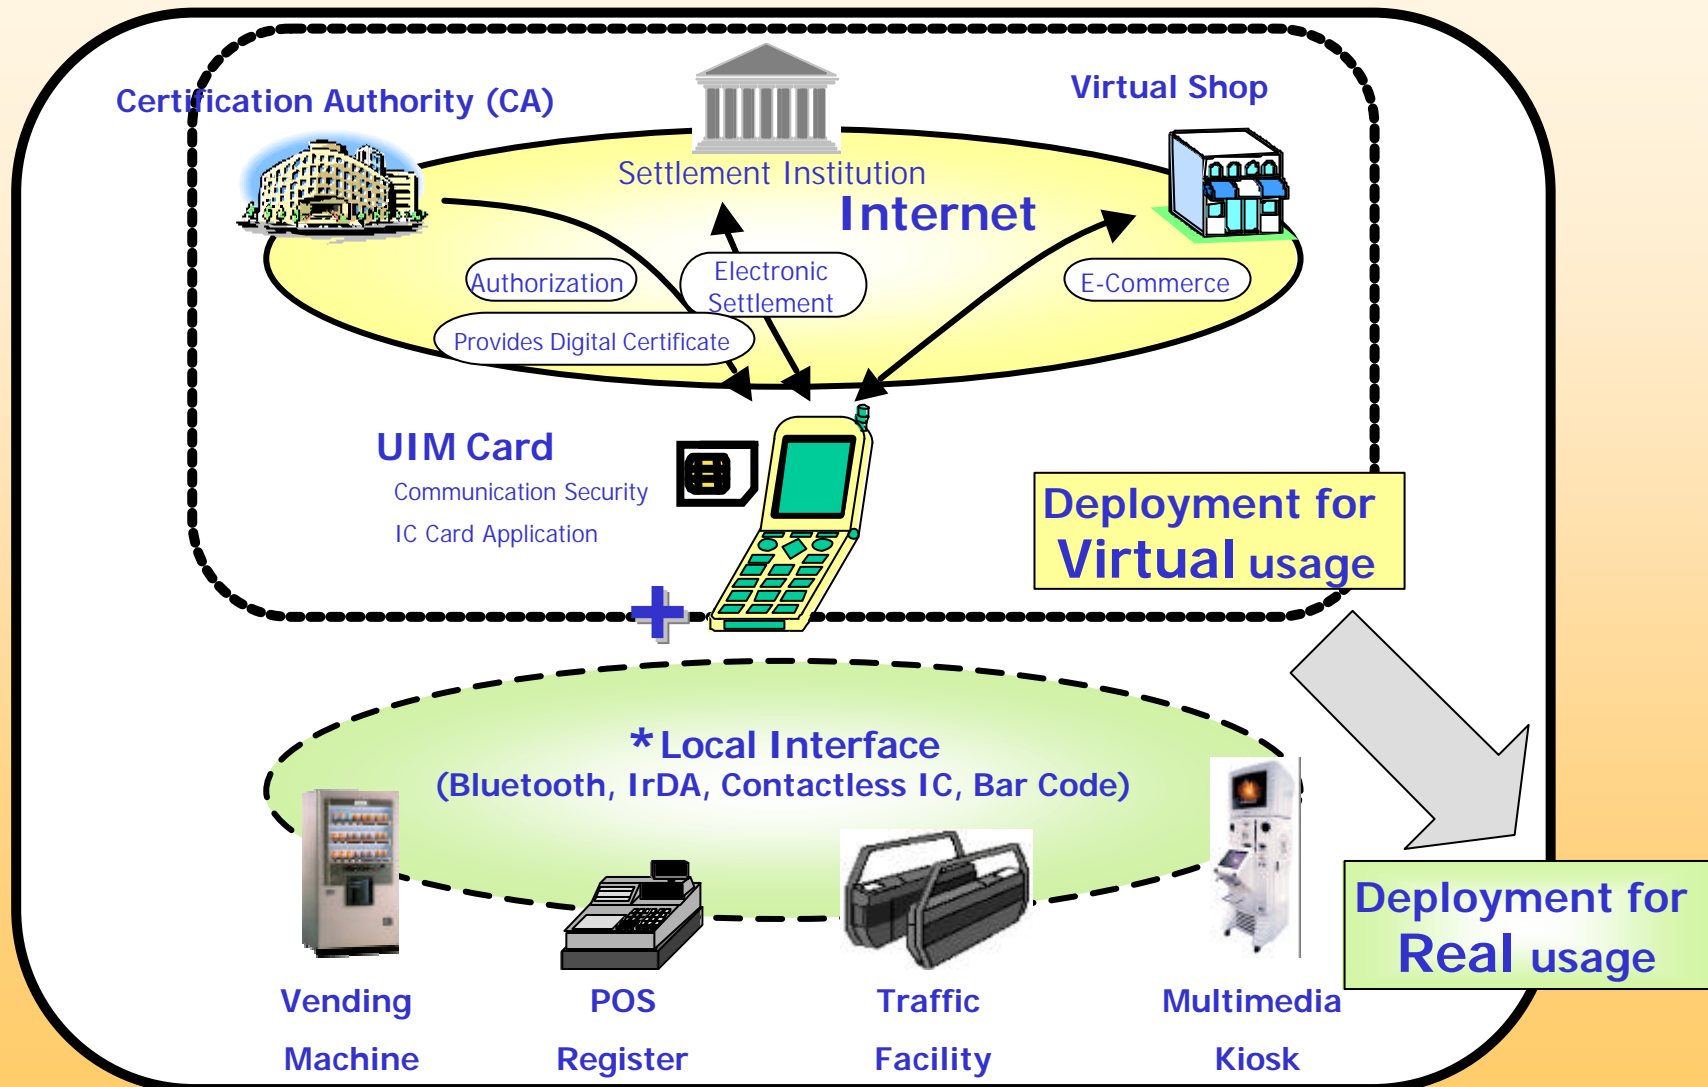 Certification Authority (CA)
Virtual Shop
Settlement Institution
Internet
Authorization
Electronic
Settlement
E-Commerce
Provides Digital Certificate
UIM Card
Communication Security
IC Card Application
Deployment for
Virtual usage
+
*Local Interface
(Bluetooth, IrDA, Contactless IC, Bar Code)
Deployment for
Real usage
Vending
Machine
POS
Register
Traffic
Facility
Multimedia
Kiosk